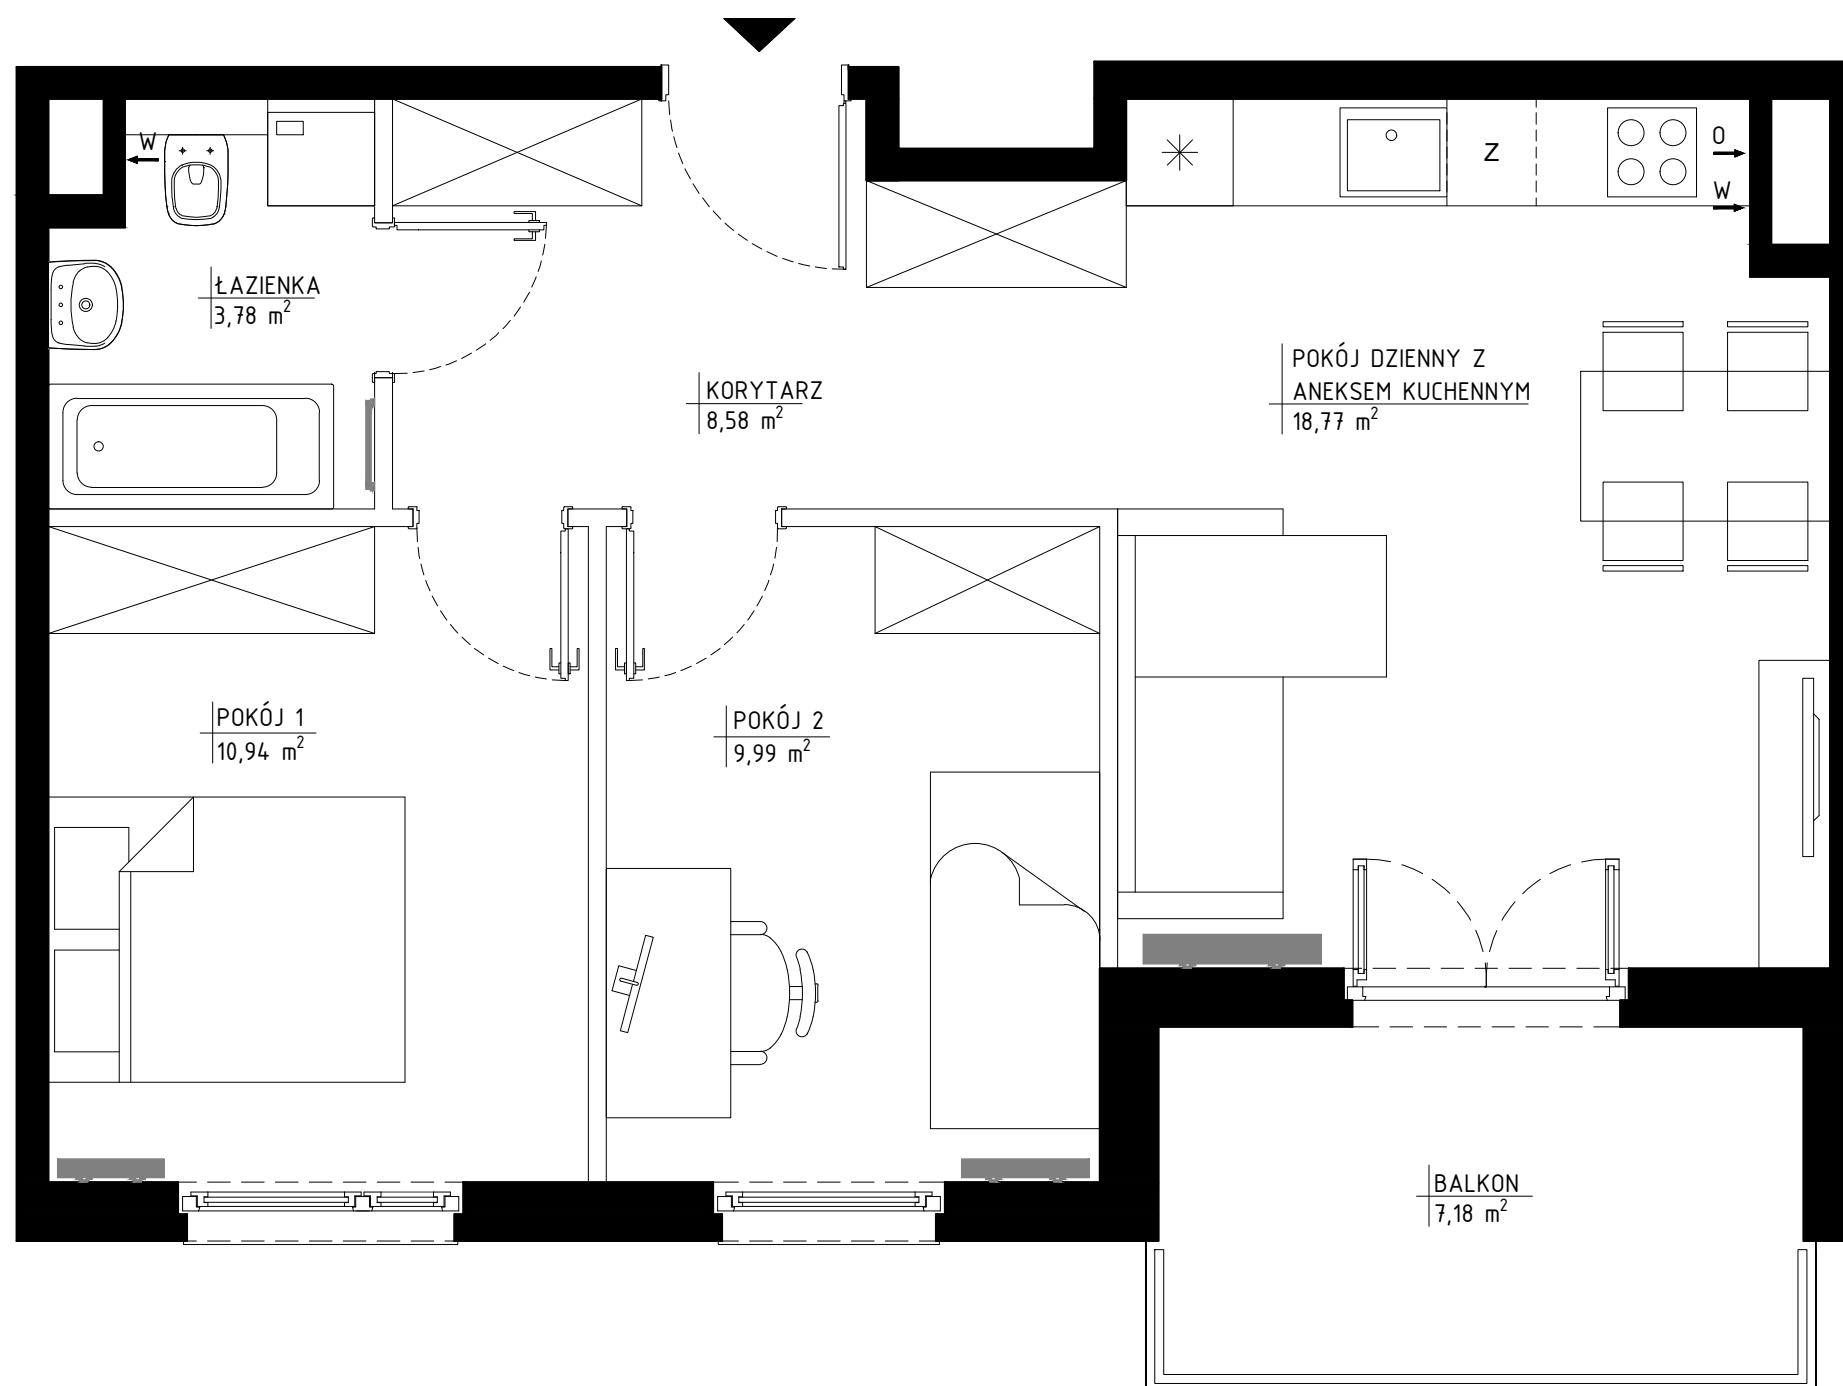 W
O
Z
W
ŁAZIENKA
3,78 m²
KORYTARZ
8,58 m²
POKÓJ DZIENNY Z
ANEKSEM KUCHENNYM
18,77 m²
POKÓJ 1
10,94 m²
POKÓJ 2
9,99 m²
BALKON
7,18 m²